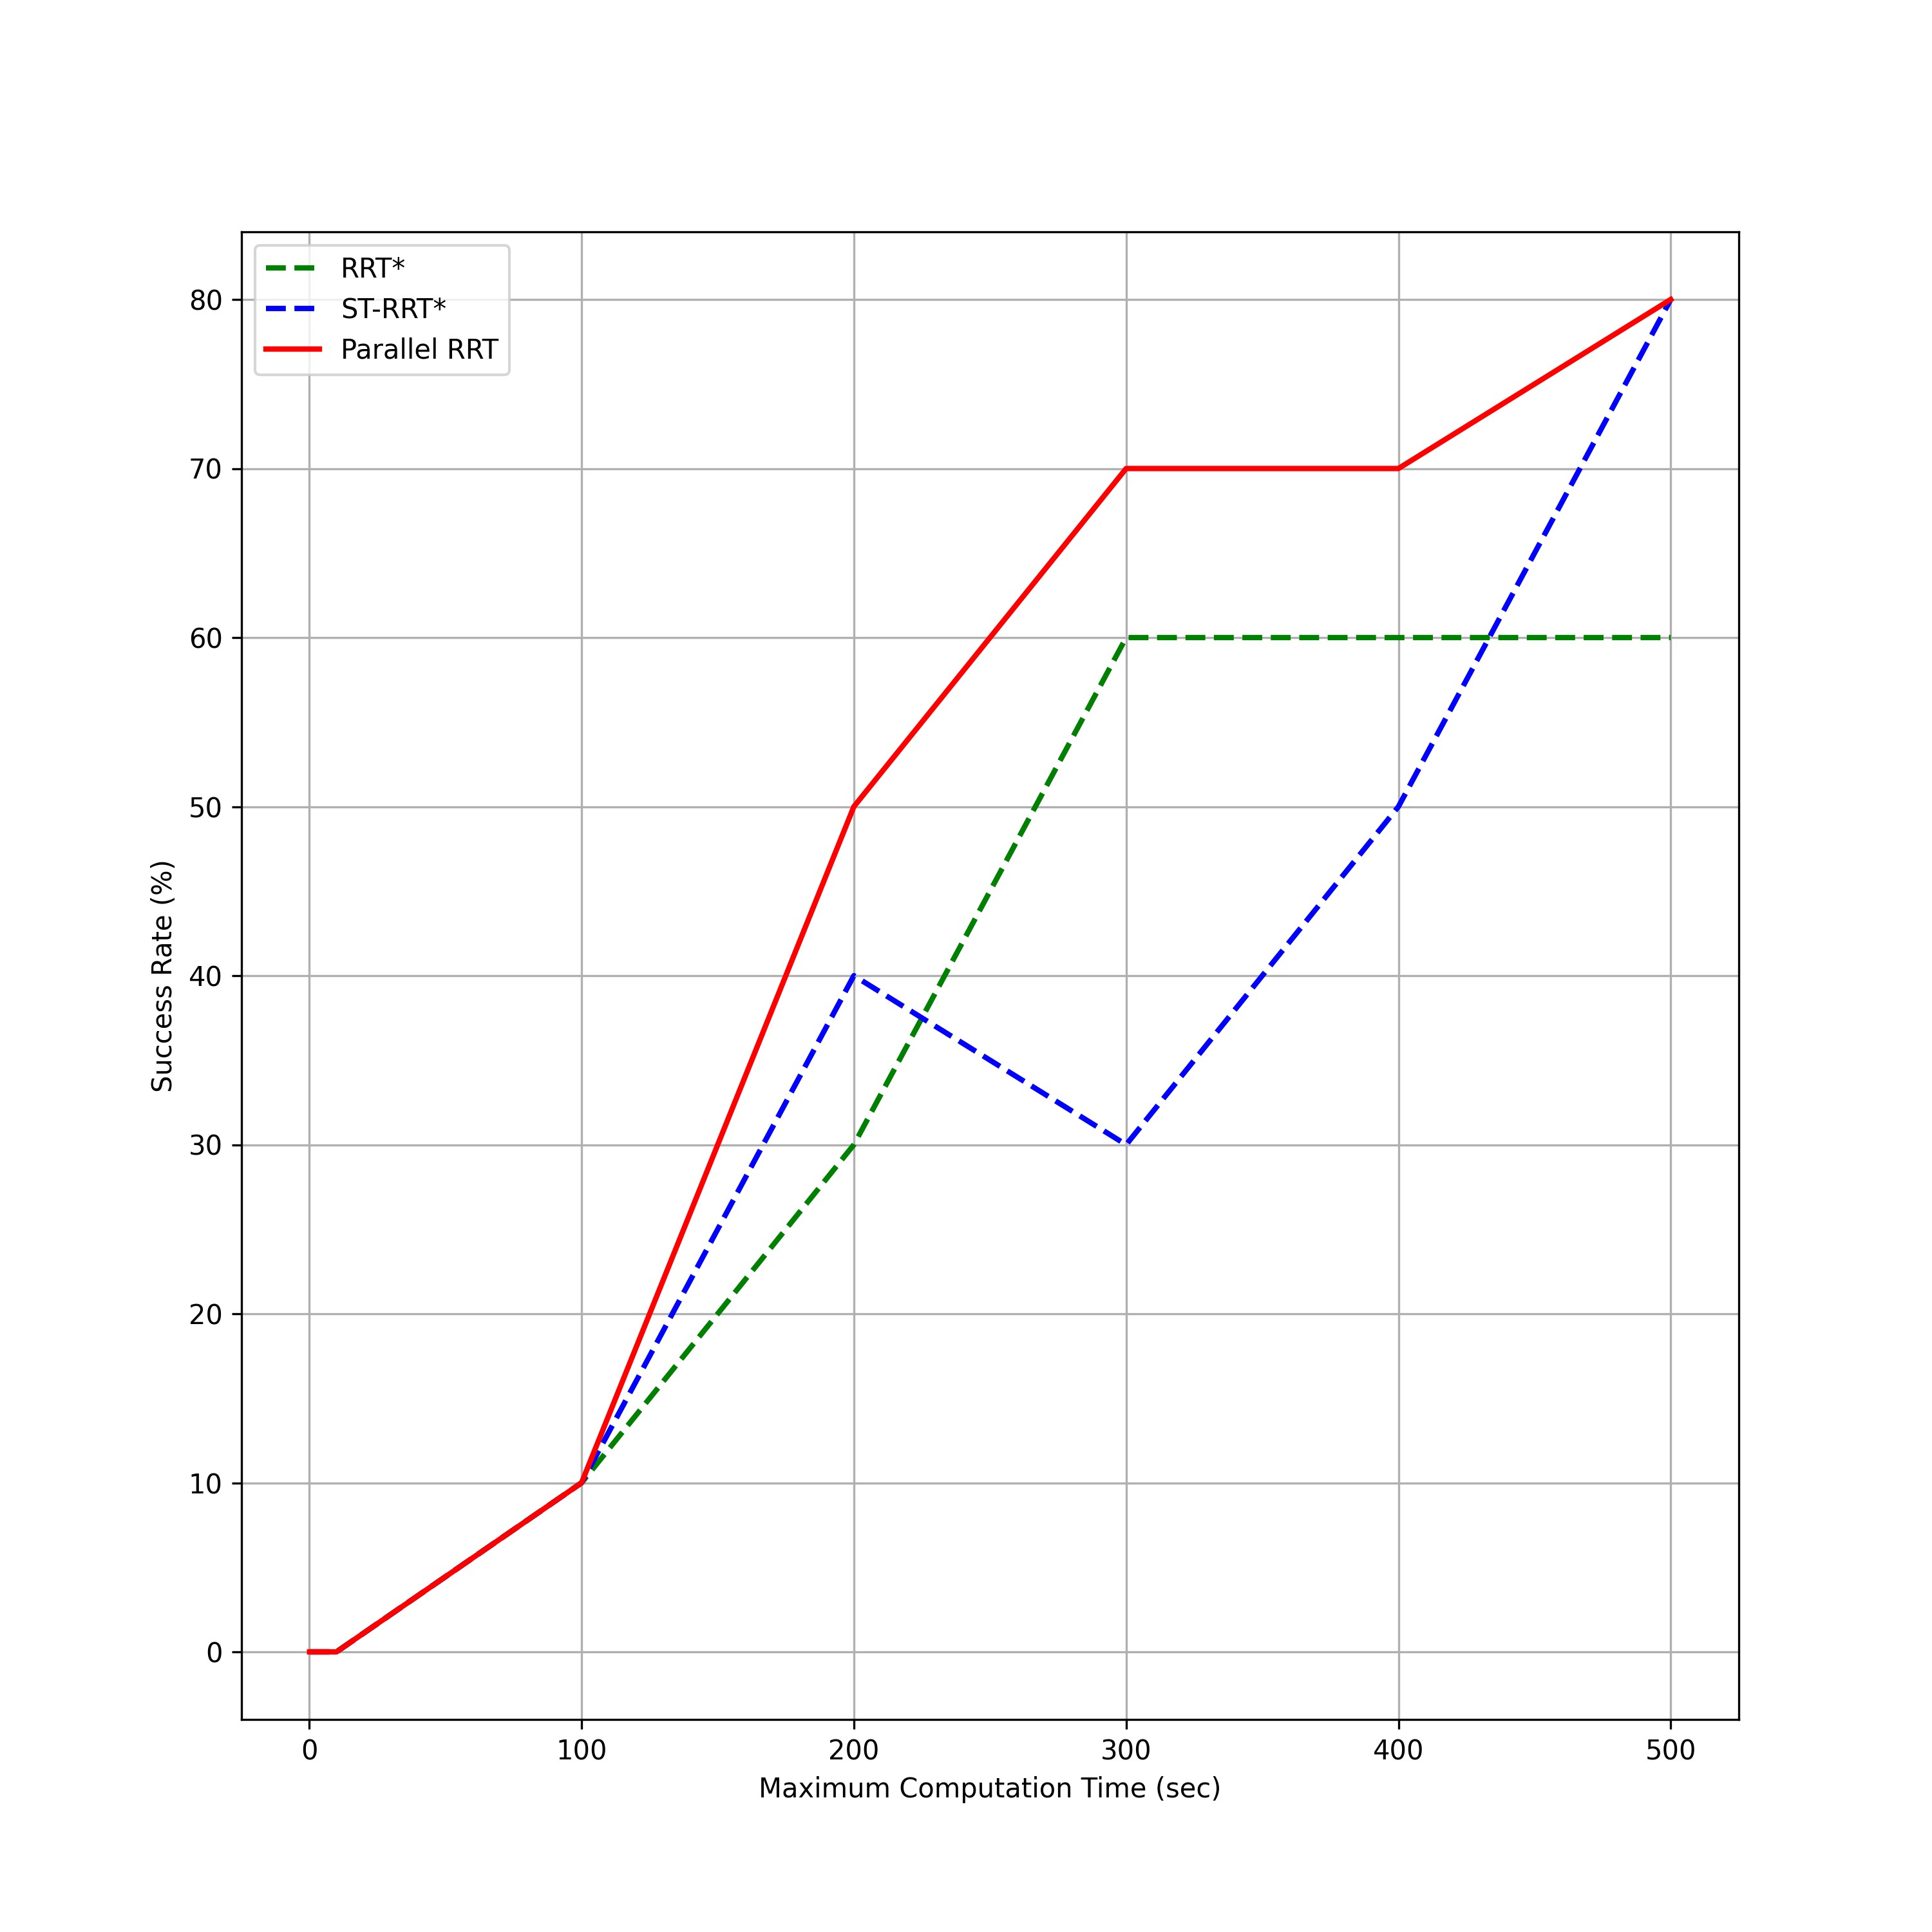 RRT*
ST-RRT*
Parallel RRT
80
70
60
50
40
30
20
10
0
Success Rate (%)
0 100 200 300 400 500
Maximum Computation Time (sec)